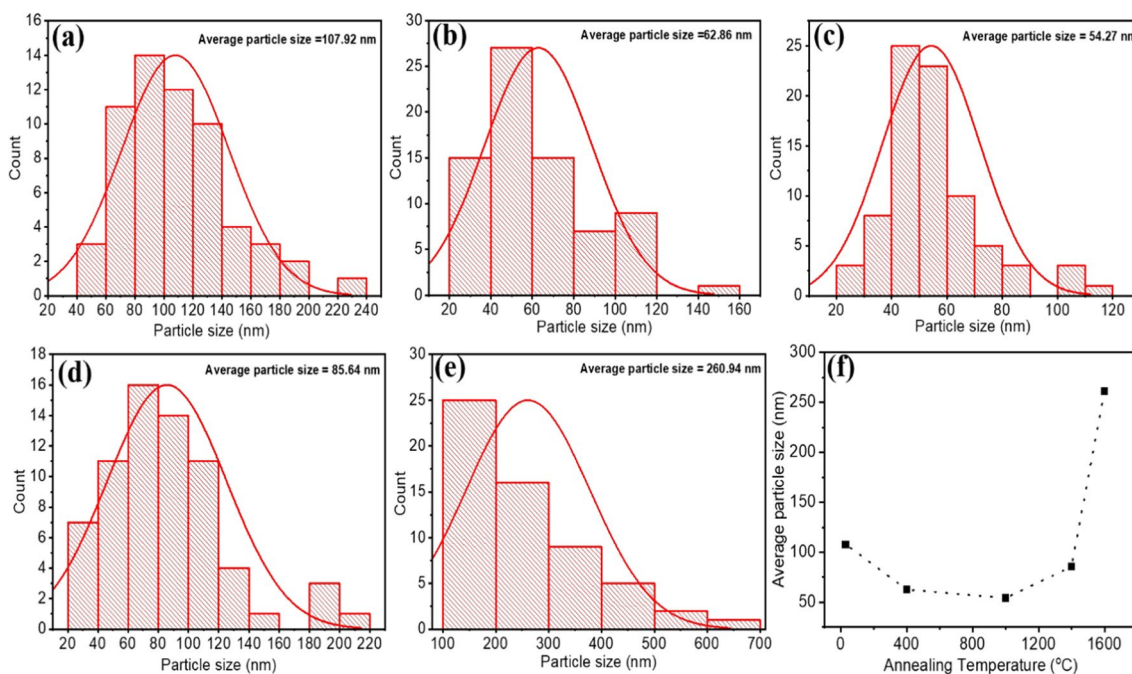 (a)
Average particle size =107.92 nm
16
14
12
10
8
6
4
2
0
Count
20 40 60 80 100 120 140 160 180 200 220 240
Particle size (nm)
(b)
Average particle size =62.86 nm
30
25
20
15
10
5
0
Count
20 40 60 80 100 120 140 160
Particle size (nm)
(c)
Average particle size = 54.27 nm
25
20
15
10
5
0
Count
20 40 60 80 100 120
Particle size (nm)
(d)
Average particle size = 85.64 nm
18
16
14
12
10
8
6
4
2
0
Count
20 40 60 80 100 120 140 160 180 200 220
Particle size (nm)
(e)
Average particle size = 260.94 nm
30
25
20
15
10
5
0
Count
100 200 300 400 500 600 700
Particle size (nm)
(f)
300
250
200
150
100
50
Average particle size (nm)
0 400 800 1200 1600
Annealing Temperature (⁰C)